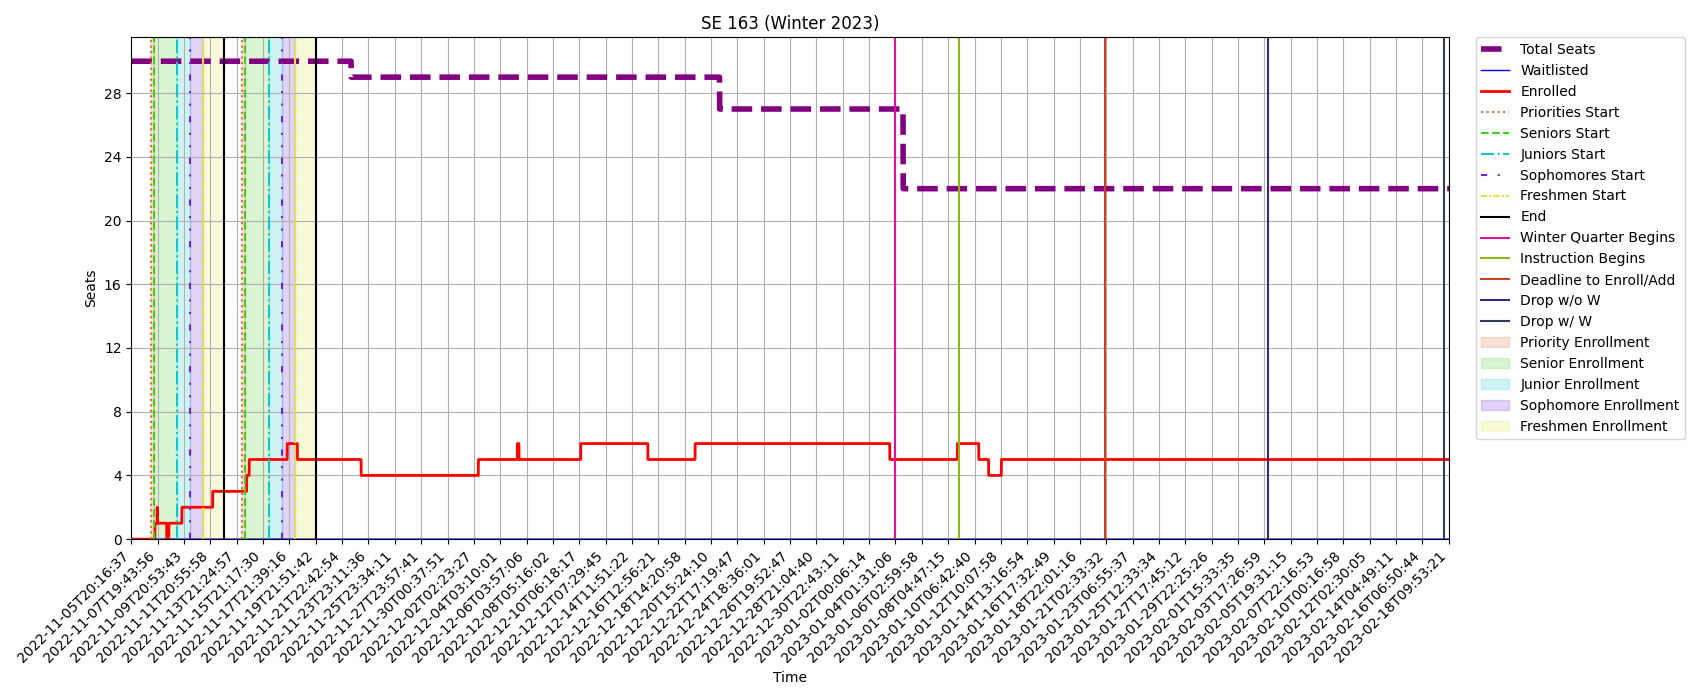 SE 163 (Winter 2023)
Seats
28
24
20
16
12
8
4
0
2022-11-05T20:16:37
2022-11-07T19:43:56
2022-11-09T20:53:43
2022-11-11T20:55:58
2022-11-13T21:24:57
2022-11-15T21:17:30
2022-11-17T21:39:16
2022-11-19T21:51:42
2022-11-21T22:42:54
2022-11-23T23:11:36
2022-11-25T23:34:11
2022-11-27T23:57:41
2022-11-30T00:37:51
2022-12-02T02:23:27
2022-12-04T03:10:01
2022-12-06T03:57:06
2022-12-08T05:16:02
2022-12-10T06:18:17
2022-12-12T07:29:45
2022-12-14T11:51:22
2022-12-16T12:56:21
2022-12-18T14:20:58
2022-12-20T15:24:10
2022-12-22T17:19:47
2022-12-24T18:36:01
2022-12-26T19:52:47
2022-12-28T21:04:40
2022-12-30T22:43:11
2023-01-02T00:06:14
2023-01-04T01:31:06
2023-01-06T02:59:58
2023-01-08T04:47:15
2023-01-10T06:42:40
2023-01-12T10:07:58
2023-01-14T13:16:54
2023-01-16T17:32:49
2023-01-18T22:01:16
2023-01-21T02:33:32
2023-01-23T06:55:37
2023-01-25T12:33:34
2023-01-27T17:45:12
2023-01-29T22:25:26
2023-02-01T15:33:35
2023-02-03T17:26:59
2023-02-05T19:31:15
2023-02-07T22:16:53
2023-02-10T00:16:58
2023-02-12T02:30:05
2023-02-14T04:49:11
2023-02-16T06:50:44
2023-02-18T09:53:21
Time
Total Seats
Waitlisted
Enrolled
Priorities Start
Seniors Start
Juniors Start
Sophomores Start
Freshmen Start
End
Winter Quarter Begins
Instruction Begins
Deadline to Enroll/Add
Drop w/o W
Drop w/ W
Priority Enrollment
Senior Enrollment
Junior Enrollment
Sophomore Enrollment
Freshmen Enrollment